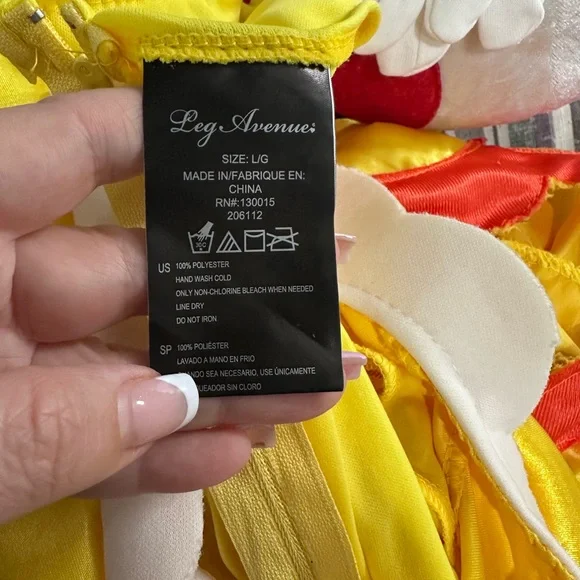 Leg Avenue
SIZE: L/G
MADE IN/FABRIQUE EN:
CHINA
RN#:130015
206112
30 C
US 100% POLYESTER
HAND WASH COLD
ONLY NON-CHLORINE BLEACH WHEN NEEDED
LINE DRY
DO NOT IRON
SP 100% POLIÉSTER
LAVADO A MANO EN FRIO
SEA NECESARIO, USE ÚNICAMENTE
SIN CLORO